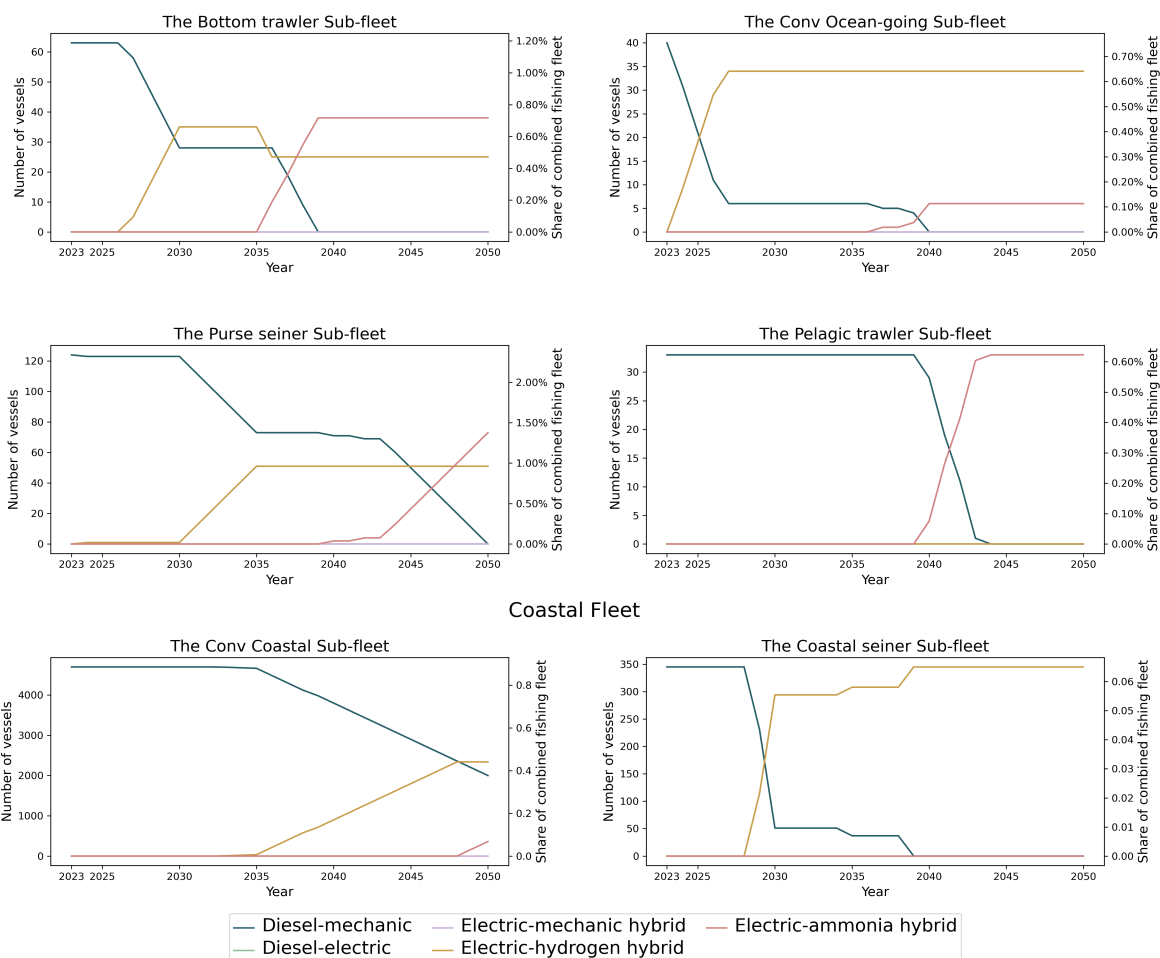 The Bottom trawler Sub-fleet
Number of vessels
0
10
20
30
40
50
60
0.00%
0.20%
0.40%
0.60%
0.80%
1.00%
1.20%
Share of combined fishing fleet
2023 2025 2030 2035 2040 2045 2050
Year
The Conv Ocean-going Sub-fleet
Number of vessels
0
5
10
15
20
25
30
35
40
0.00%
0.10%
0.20%
0.30%
0.40%
0.50%
0.60%
0.70%
Share of combined fishing fleet
2023 2025 2030 2035 2040 2045 2050
Year
The Purse seiner Sub-fleet
Number of vessels
0
20
40
60
80
100
120
0.00%
0.50%
1.00%
1.50%
2.00%
Share of combined fishing fleet
2023 2025 2030 2035 2040 2045 2050
Year
The Pelagic trawler Sub-fleet
Number of vessels
0
5
10
15
20
25
30
0.00%
0.10%
0.20%
0.30%
0.40%
0.50%
0.60%
Share of combined fishing fleet
2023 2025 2030 2035 2040 2045 2050
Year
Coastal Fleet
The Conv Coastal Sub-fleet
Number of vessels
0
1000
2000
3000
4000
0.0
0.2
0.4
0.6
0.8
Share of combined fishing fleet
2023 2025 2030 2035 2040 2045 2050
Year
The Coastal seiner Sub-fleet
Number of vessels
0
50
100
150
200
250
300
350
0.00
0.01
0.02
0.03
0.04
0.05
0.06
Share of combined fishing fleet
2023 2025 2030 2035 2040 2045 2050
Year
Diesel-mechanic
Diesel-electric
Electric-mechanic hybrid
Electric-hydrogen hybrid
Electric-ammonia hybrid